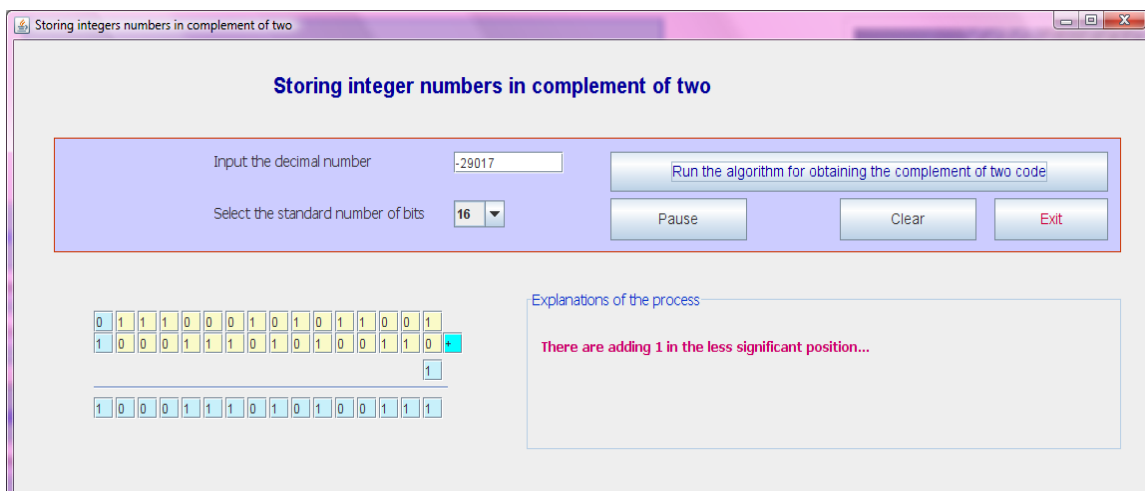 Storing integers numbers in complement of two
Storing integer numbers in complement of two
Input the decimal number -29017 Run the algorithm for obtaining the complement of two code
Select the standard number of bits 16 Pause Clear Exit
Explanations of the process
0 1 1 1 0 0 0 1 0 1 0 1 1 0 0 1
1 0 0 0 1 1 1 0 1 0 1 0 0 1 1 0 +
There are adding 1 in the less significant position...
1
1 0 0 0 1 1 1 0 1 0 1 0 0 1 1 1